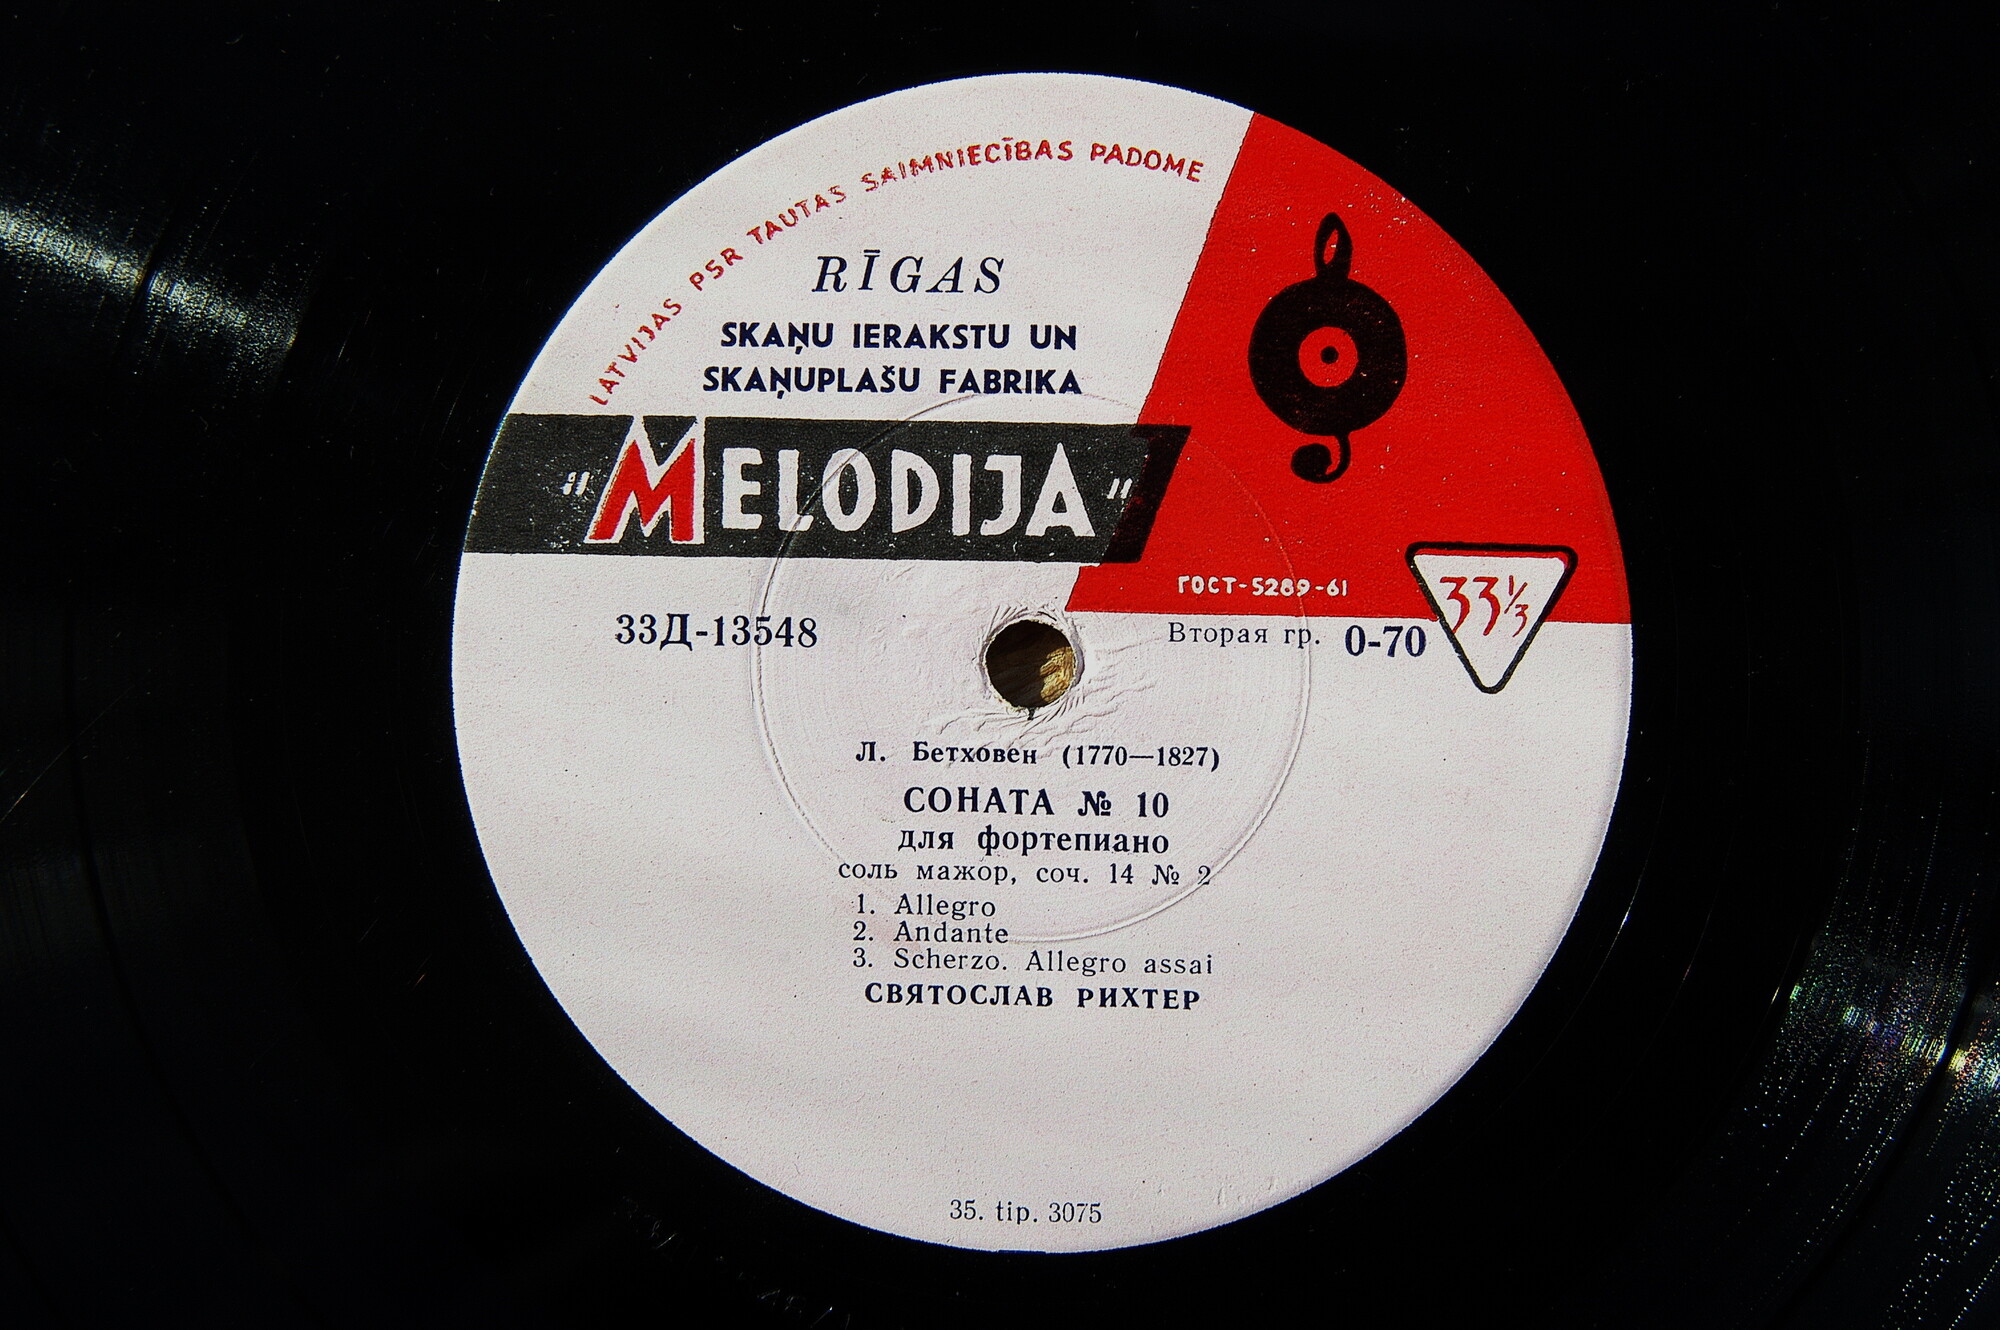 LATVIJAS PSR TAUTAS SAIMNIECĪBAS PADOME
RĪGAS
SKAŅU IERAKSTU UN
SKAŅUPLAŠU FABRIKA
"MELODIJA"
ГОСТ-5289-61
33⅓
33Д-13548
Вторая гр. 0-70
Л. Бетховен (1770—1827)
СОНАТА № 10
для фортепиано
соль мажор, соч. 14 № 2
1. Allegro
2. Andante
3. Scherzo. Allegro assai
СВЯТОСЛАВ РИХТЕР
35. tip. 3075